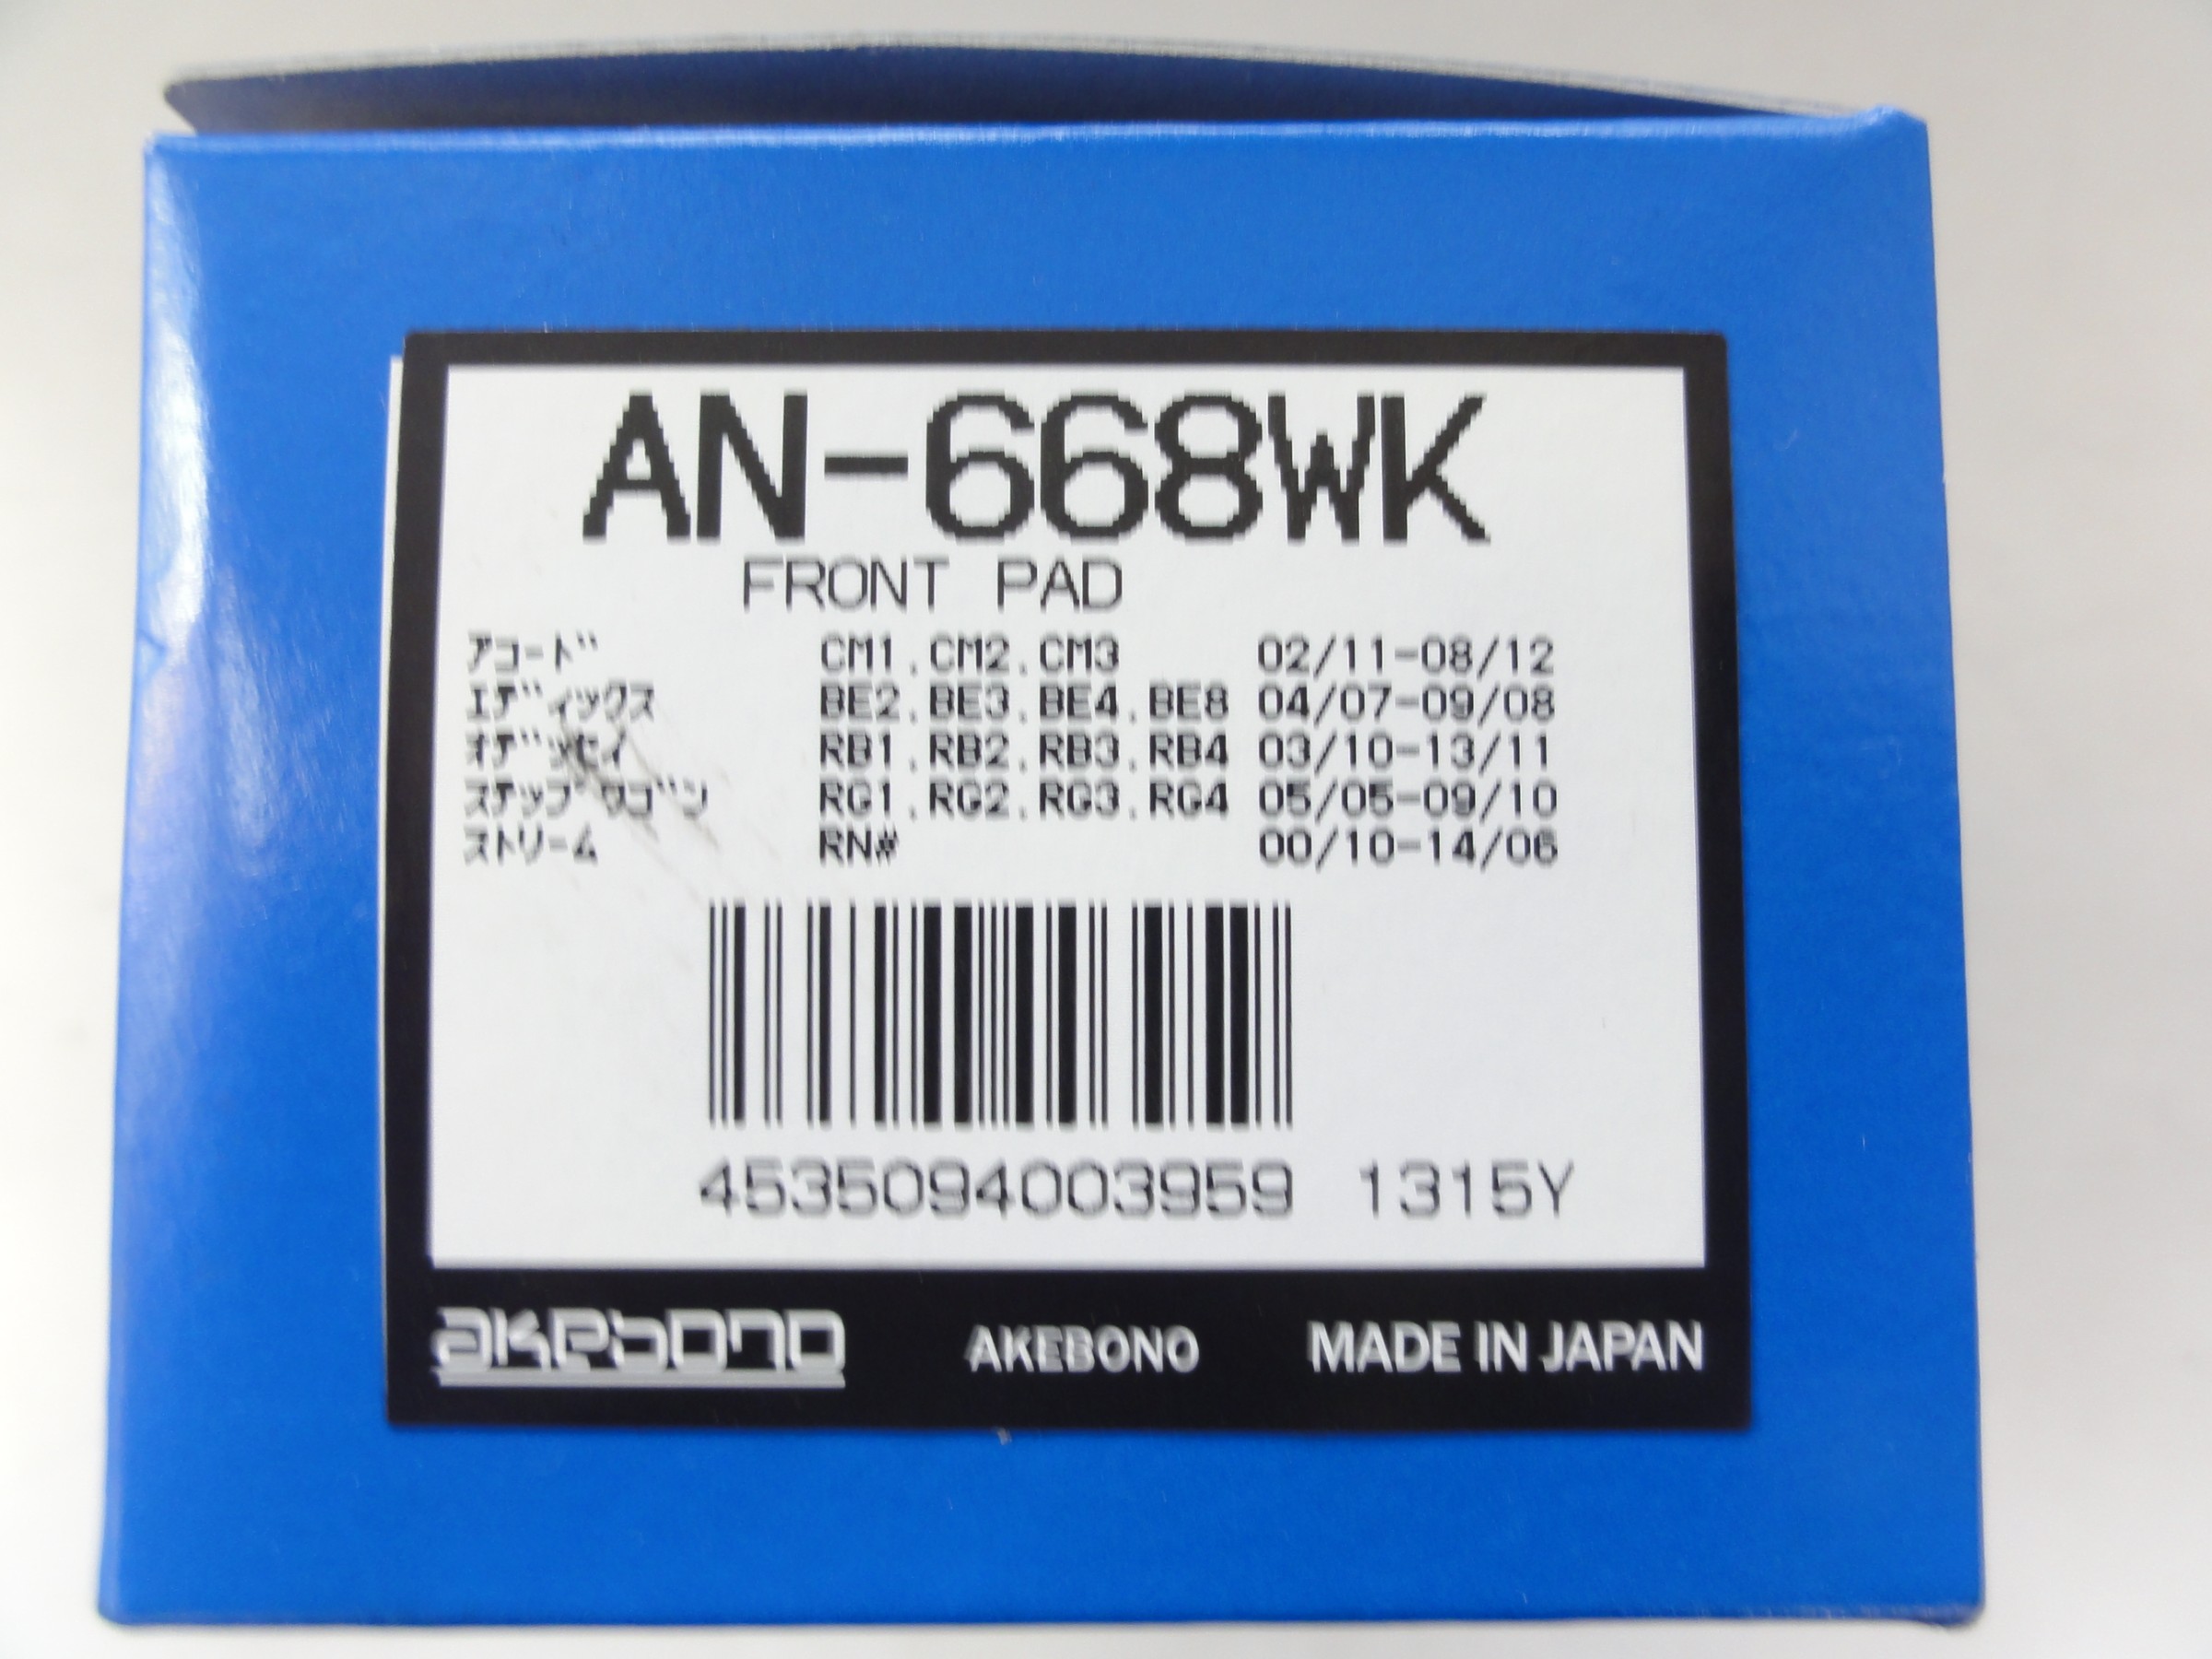 AN-668WK
FRONT PAD
アコード CM1.CM2.CM3 02/11-08/12
エディックス BE2.BE3.BE4.BE8 04/07-09/08
オデッセイ RB1.RB2.RB3.RB4 03/10-13/11
ステップワゴン RG1.RG2.RG3.RG4 05/05-09/10
ストリーム RN# 00/10-14/06
4535094003959 1315Y
akebono AKEBONO MADE IN JAPAN